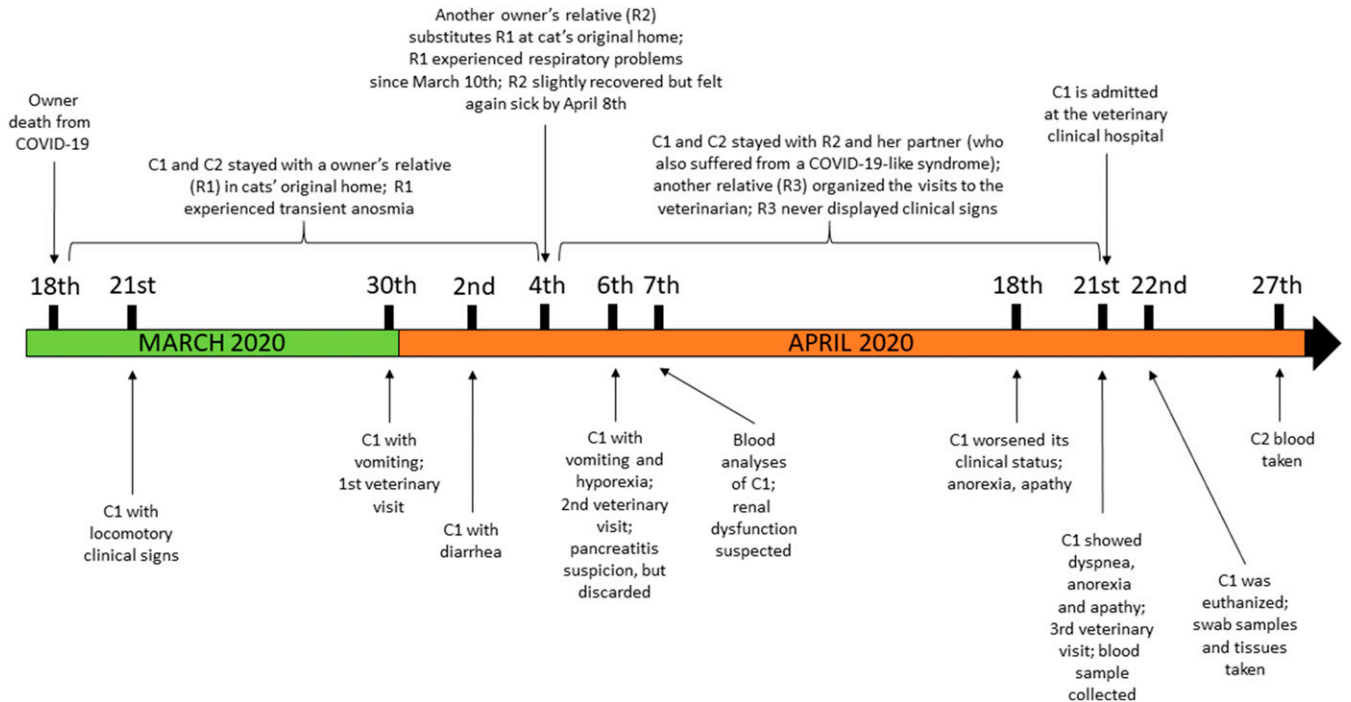 Another owner's relative (R2)
substitutes R1 at cat's original home;
R1 experienced respiratory problems
since March 10th; R2 slightly recovered but felt
again sick by April 8th
Owner
death from
COVID-19
C1 is admitted
at the veterinary
clinical hospital
C1 and C2 stayed with a owner's relative
(R1) in cats' original home; R1
experienced transient anosmia
C1 and C2 stayed with R2 and her partner (who
also suffered from a COVID-19-like syndrome);
another relative (R3) organized the visits to the
veterinarian; R3 never displayed clinical signs
18th 21st 30th 2nd 4th 6th 7th 18th 21st 22nd 27th
MARCH 2020 APRIL 2020
C1 with
locomotory
clinical signs
C1 with
vomiting;
1st veterinary
visit
C1 with
diarrhea
C1 with
vomiting and
hyporexia;
2nd veterinary
visit;
pancreatitis
suspicion, but
discarded
Blood
analyses
of C1;
renal
dysfunction
suspected
C1 worsened its
clinical status;
anorexia, apathy
C1 showed
dyspnea,
anorexia
and apathy;
3rd veterinary
visit; blood
sample
collected
C1 was
euthanized;
swab samples
and tissues
taken
C2 blood
taken